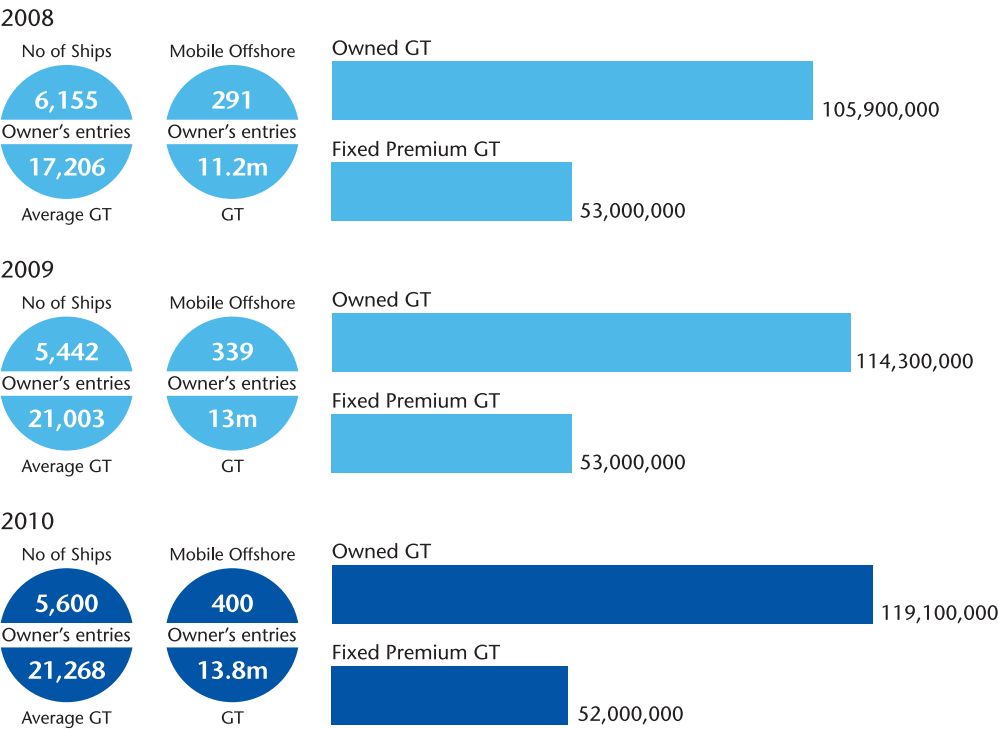 2008
No of Ships
6,155
Owner’s entries
17,206
Average GT
Mobile Offshore
291
Owner’s entries
11.2m
GT
Owned GT
105,900,000
Fixed Premium GT
53,000,000
2009
No of Ships
5,442
Owner’s entries
21,003
Average GT
Mobile Offshore
339
Owner’s entries
13m
GT
Owned GT
114,300,000
Fixed Premium GT
53,000,000
2010
No of Ships
5,600
Owner’s entries
21,268
Average GT
Mobile Offshore
400
Owner’s entries
13.8m
GT
Owned GT
119,100,000
Fixed Premium GT
52,000,000